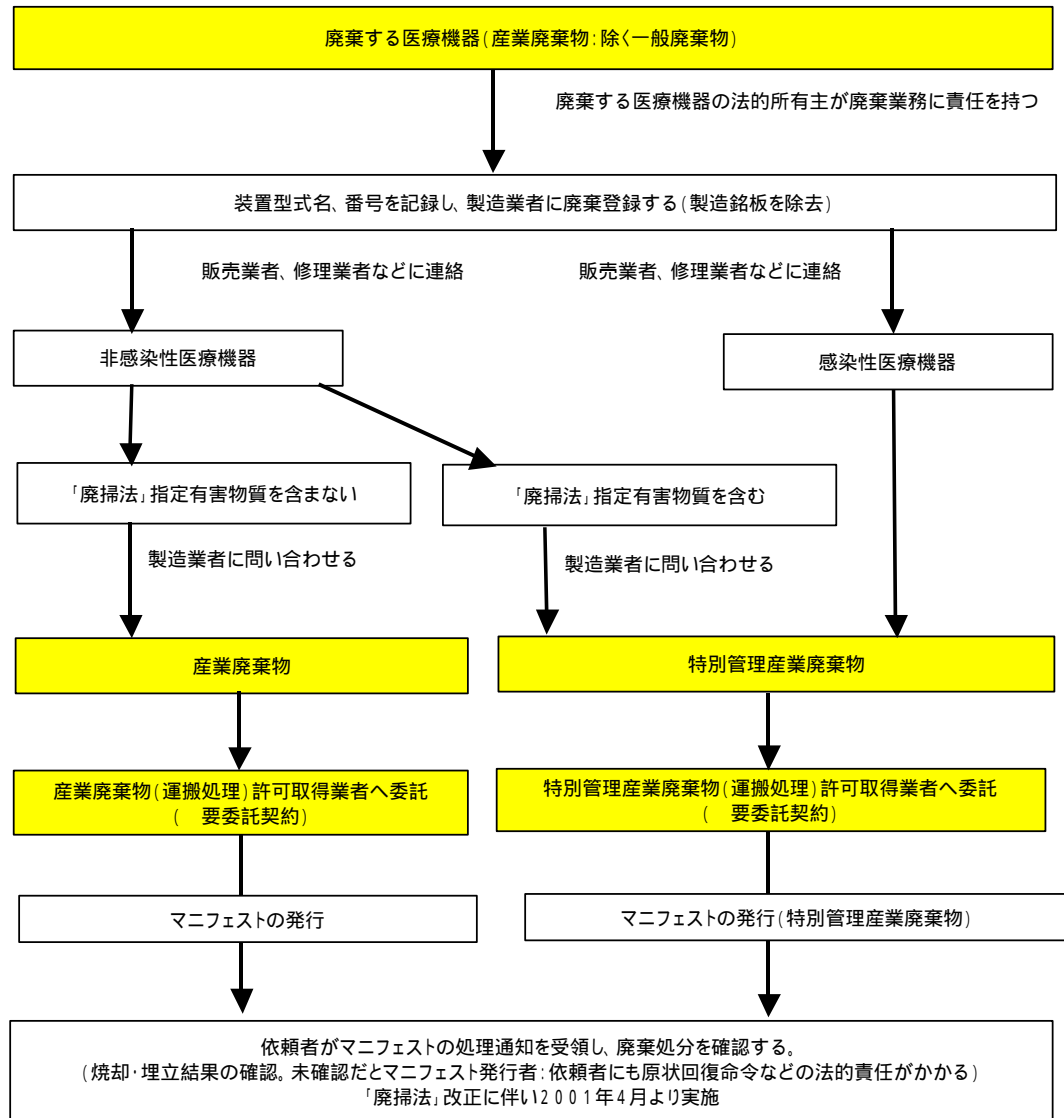 廃棄する医療機器(産業廃棄物:除く一般廃棄物)
廃棄する医療機器の法的所有主が廃棄業務に責任を持つ
装置型式名、番号を記録し、製造業者に廃棄登録する(製造銘板を除去)
販売業者、修理業者などに連絡
販売業者、修理業者などに連絡
非感染性医療機器
感染性医療機器
「廃掃法」指定有害物質を含まない
「廃掃法」指定有害物質を含む
製造業者に問い合わせる
製造業者に問い合わせる
産業廃棄物
特別管理産業廃棄物
産業廃棄物(運搬処理)許可取得業者へ委託
( 要委託契約)
特別管理産業廃棄物(運搬処理)許可取得業者へ委託
( 要委託契約)
マニフェストの発行
マニフェストの発行(特別管理産業廃棄物)
依頼者がマニフェストの処理通知を受領し、廃棄処分を確認する。
(焼却・埋立結果の確認。未確認だとマニフェスト発行者:依頼者にも原状回復命令などの法的責任がかかる)
「廃掃法」改正に伴い2001年4月より実施